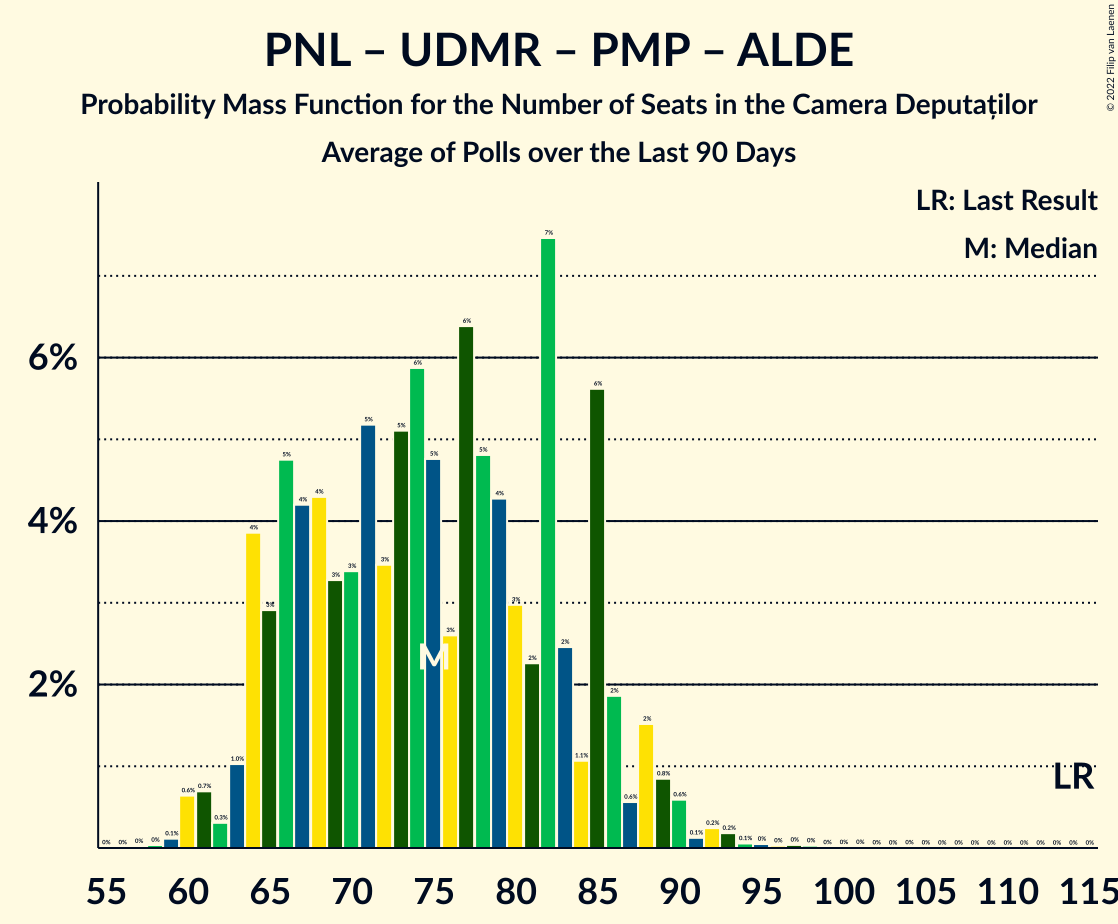 PNL – UDMR – PMP – ALDE
Probability Mass Function for the Number of Seats in the Camera Deputaților
Average of Polls over the Last 90 Days
© 2022 Filip van Laenen
LR: Last Result
M: Median
6%
4%
2%
0% 0% 0% 0% 0.1% 0.6% 0.7% 0.3% 1.0% 4% 3% 5% 4% 4% 3% 3% 5% 3% 5% 6% 5% 3% 6% 5% 4% 3% 2% 7% 2% 1.1% 6% 2% 0.6% 2% 0.8% 0.6% 0.1% 0.2% 0.2% 0.1% 0% 0% 0% 0% 0% 0% 0% 0% 0% 0% 0% 0% 0% 0% 0% 0% 0% 0% 0% 0% 0%
M
LR
55 60 65 70 75 80 85 90 95 100 105 110 115